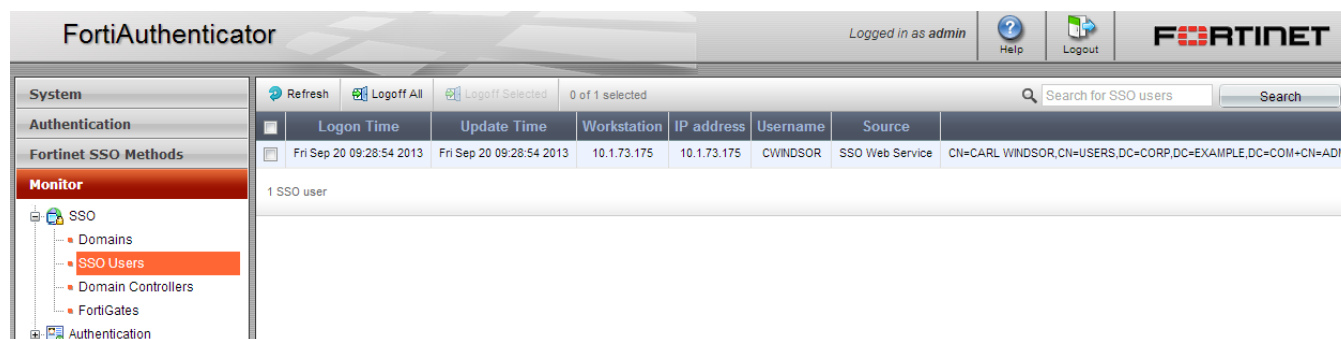 FortiAuthenticator
Logged in as admin
Help
Logout
FORTINET
System
Authentication
Fortinet SSO Methods
Monitor
SSO
Domains
SSO Users
Domain Controllers
FortiGates
Authentication
Refresh Logoff All Logoff Selected 0 of 1 selected Search for SSO users Search
Logon Time Update Time Workstation IP address Username Source
Fri Sep 20 09:28:54 2013 Fri Sep 20 09:28:54 2013 10.1.73.175 10.1.73.175 CWINDSOR SSO Web Service CN=CARL WINDSOR,CN=USERS,DC=CORP,DC=EXAMPLE,DC=COM+CN=ADM
1 SSO user